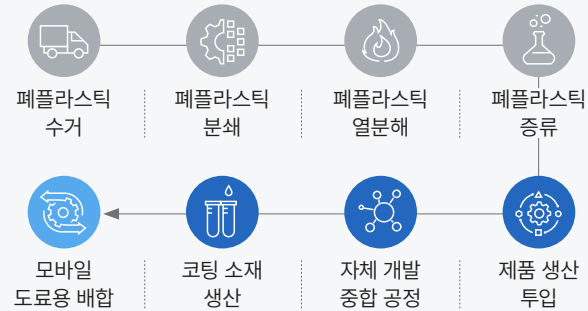 폐플라스틱
수거
폐플라스틱
분쇄
폐플라스틱
열분해
폐플라스틱
증류
제품 생산
투입
자체 개발
중합 공정
코팅 소재
생산
모바일
도료용 배합